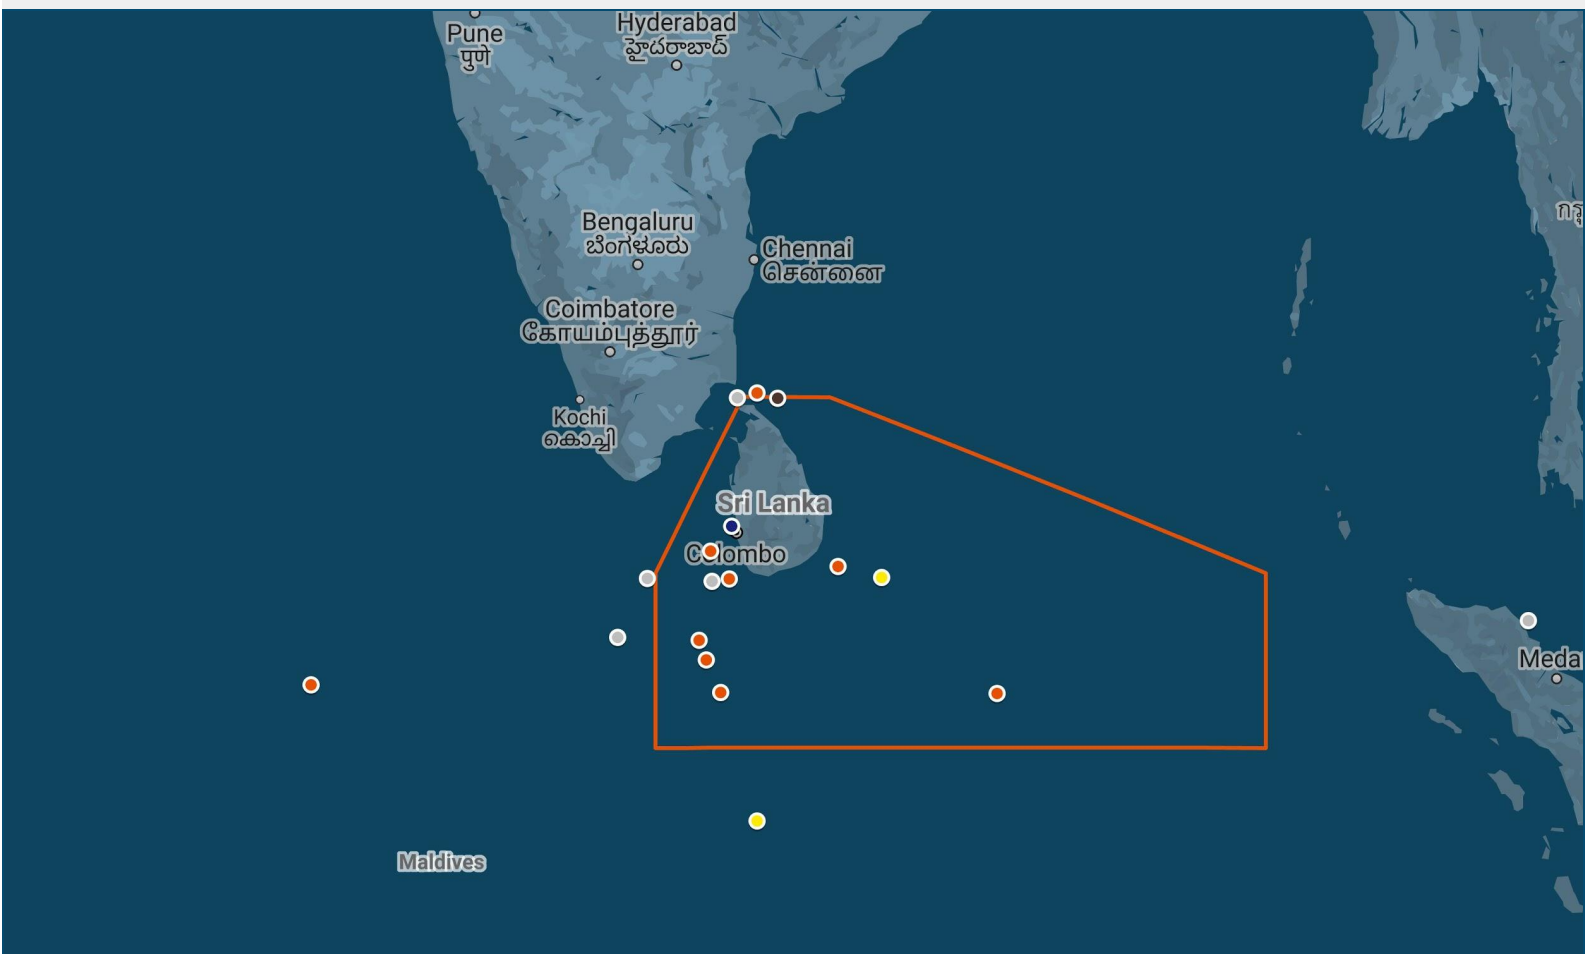 Pune
पुणे
Hyderabad
హైదరాబాద్
Bengaluru
ಬೆಂಗಳೂರು
Chennai
சென்னை
Coimbatore
கோயம்புத்தூர்
Kochi
കൊച്ചി
Sri Lanka
Colombo
Meda
Maldives